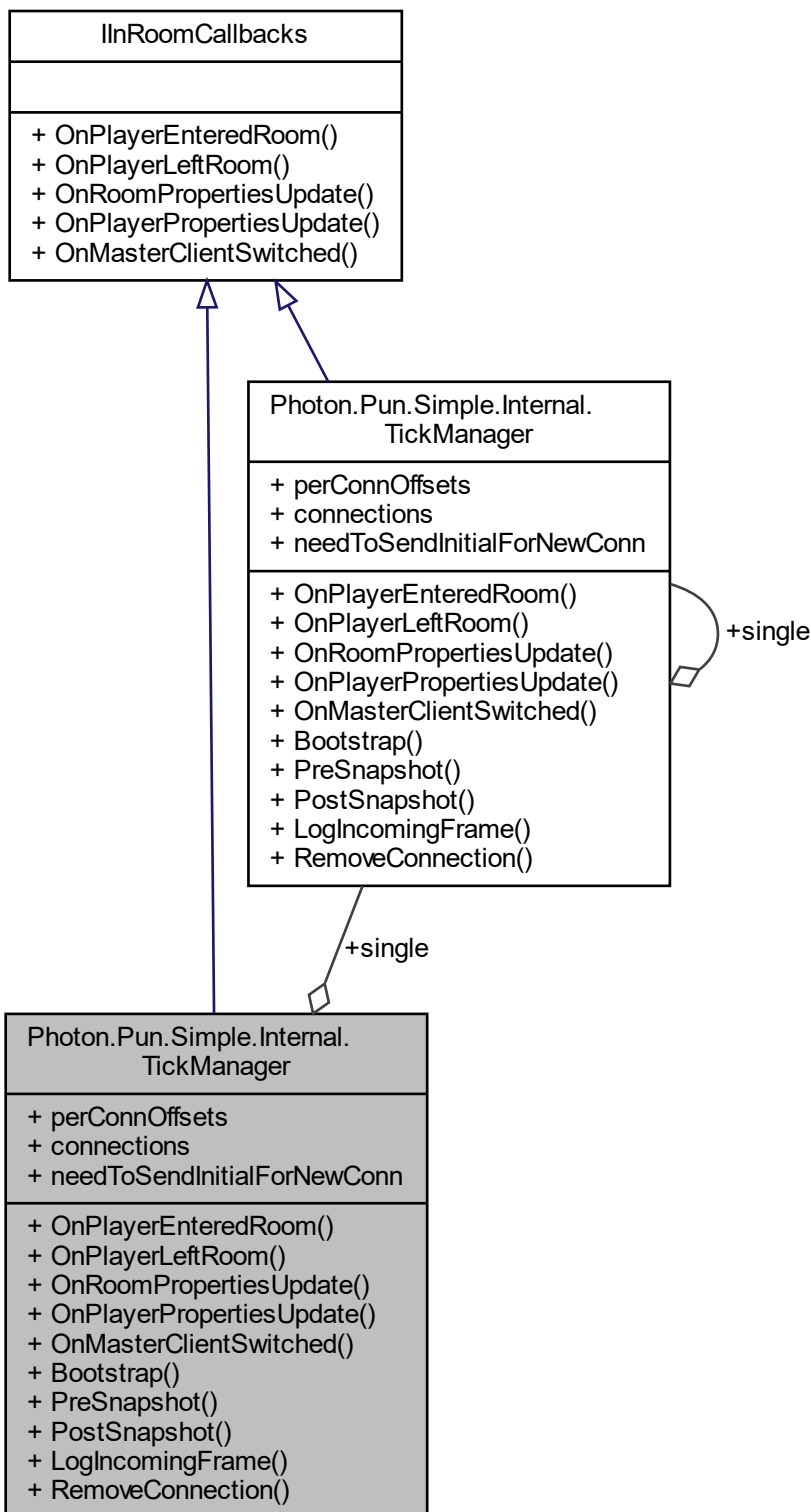 IInRoomCallbacks
+ OnPlayerEnteredRoom()
+ OnPlayerLeftRoom()
+ OnRoomPropertiesUpdate()
+ OnPlayerPropertiesUpdate()
+ OnMasterClientSwitched()
Photon.Pun.Simple.Internal.
TickManager
+ perConnOffsets
+ connections
+ needToSendInitialForNewConn
+ OnPlayerEnteredRoom()
+ OnPlayerLeftRoom()
+ OnRoomPropertiesUpdate()
+ OnPlayerPropertiesUpdate()
+ OnMasterClientSwitched()
+ Bootstrap()
+ PreSnapshot()
+ PostSnapshot()
+ LogIncomingFrame()
+ RemoveConnection()
+single
+single
Photon.Pun.Simple.Internal.
TickManager
+ perConnOffsets
+ connections
+ needToSendInitialForNewConn
+ OnPlayerEnteredRoom()
+ OnPlayerLeftRoom()
+ OnRoomPropertiesUpdate()
+ OnPlayerPropertiesUpdate()
+ OnMasterClientSwitched()
+ Bootstrap()
+ PreSnapshot()
+ PostSnapshot()
+ LogIncomingFrame()
+ RemoveConnection()